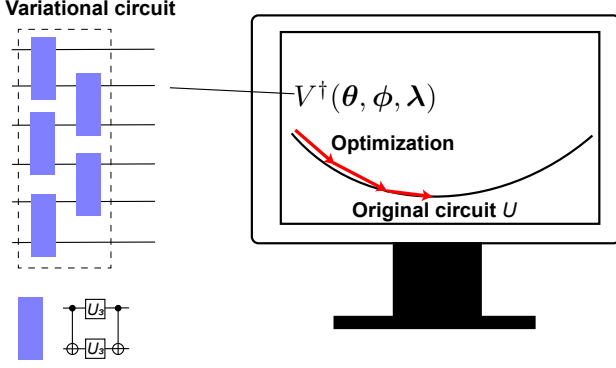 Variational circuit
V†(θ, ϕ, λ)
Optimization
Original circuit U
U₃
U₃